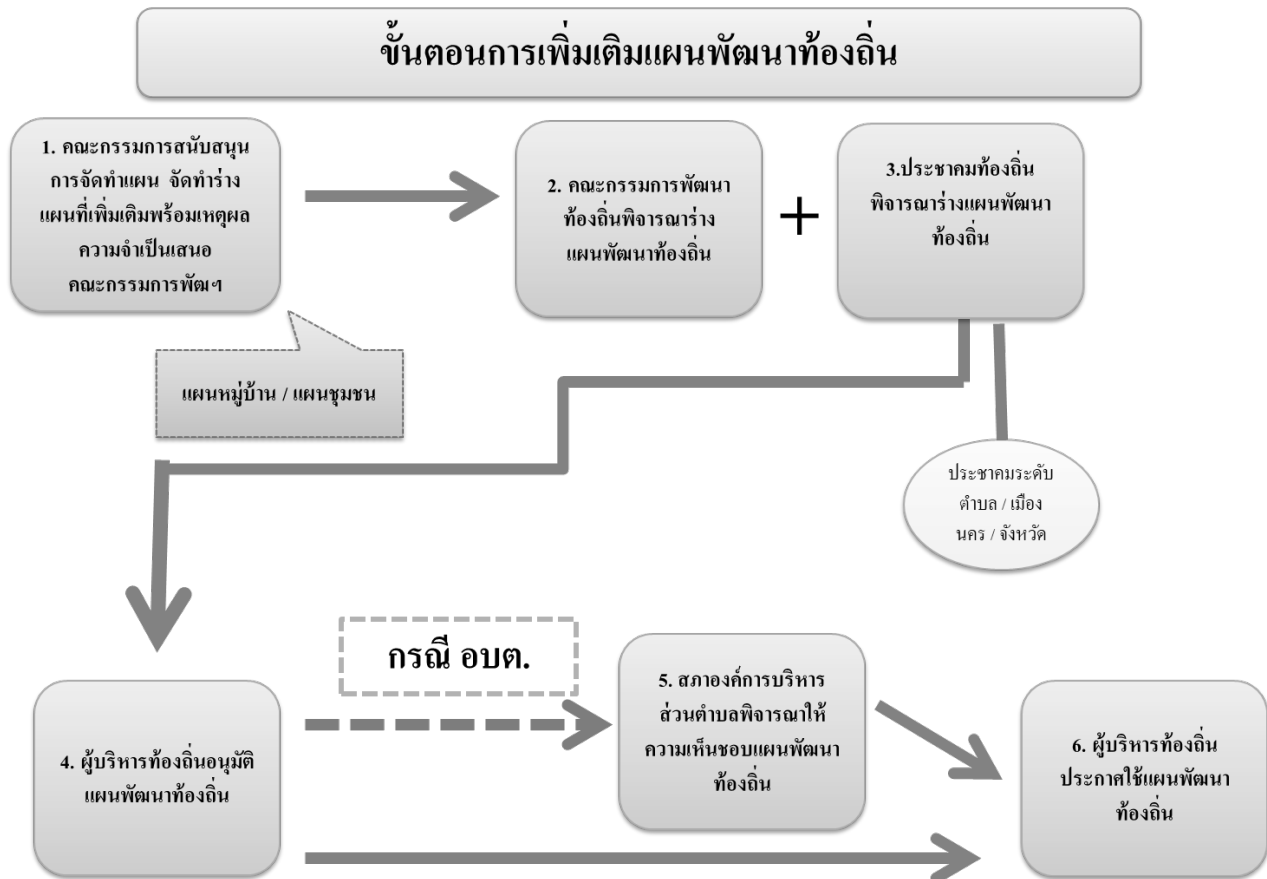 ขั้นตอนการเพิ่มเติมแผนพัฒนาท้องถิ่น
1. คณะกรรมการสนับสนุน
การจัดทำแผน จัดทำร่าง
แผนที่เพิ่มเติมพร้อมเหตุผล
ความจำเป็นเสนอ
คณะกรรมการพัฒฯ
2. คณะกรรมการพัฒนา
ท้องถิ่นพิจารณาร่าง
แผนพัฒนาท้องถิ่น
+
3.ประชาคมท้องถิ่น
พิจารณาร่างแผนพัฒนา
ท้องถิ่น
แผนหมู่บ้าน / แผนชุมชน
ประชาคมระดับ
ตำบล / เมือง
นคร / จังหวัด
4. ผู้บริหารท้องถิ่นอนุมัติ
แผนพัฒนาท้องถิ่น
กรณี อบต.
5. สภาองค์การบริหาร
ส่วนตำบลพิจารณาให้
ความเห็นชอบแผนพัฒนา
ท้องถิ่น
6. ผู้บริหารท้องถิ่น
ประกาศใช้แผนพัฒนา
ท้องถิ่น